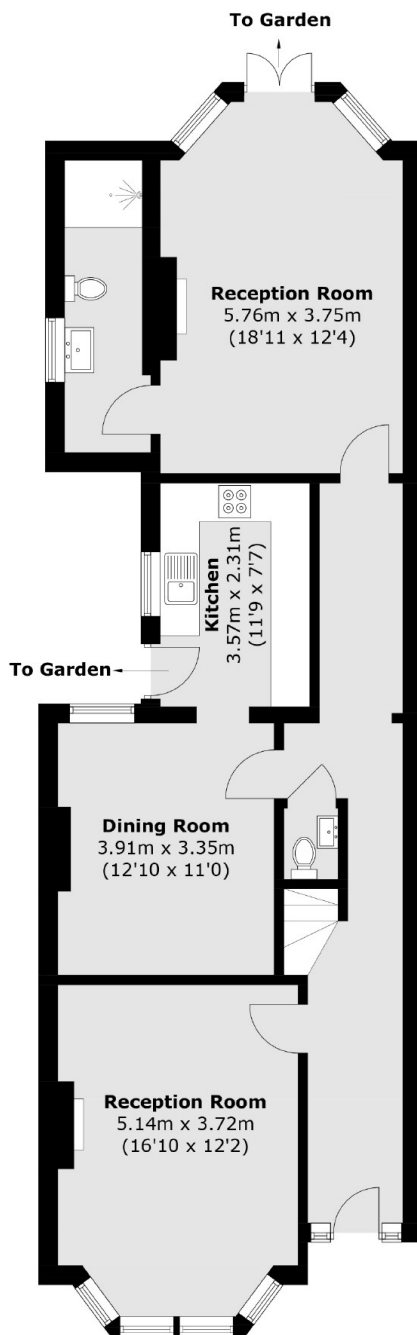 To Garden
Reception Room
5.76m x 3.75m
(18'11 x 12'4)
Kitchen
3.57m x 2.31m
(11'9 x 7'7)
To Garden
Dining Room
3.91m x 3.35m
(12'10 x 11'0)
Reception Room
5.14m x 3.72m
(16'10 x 12'2)